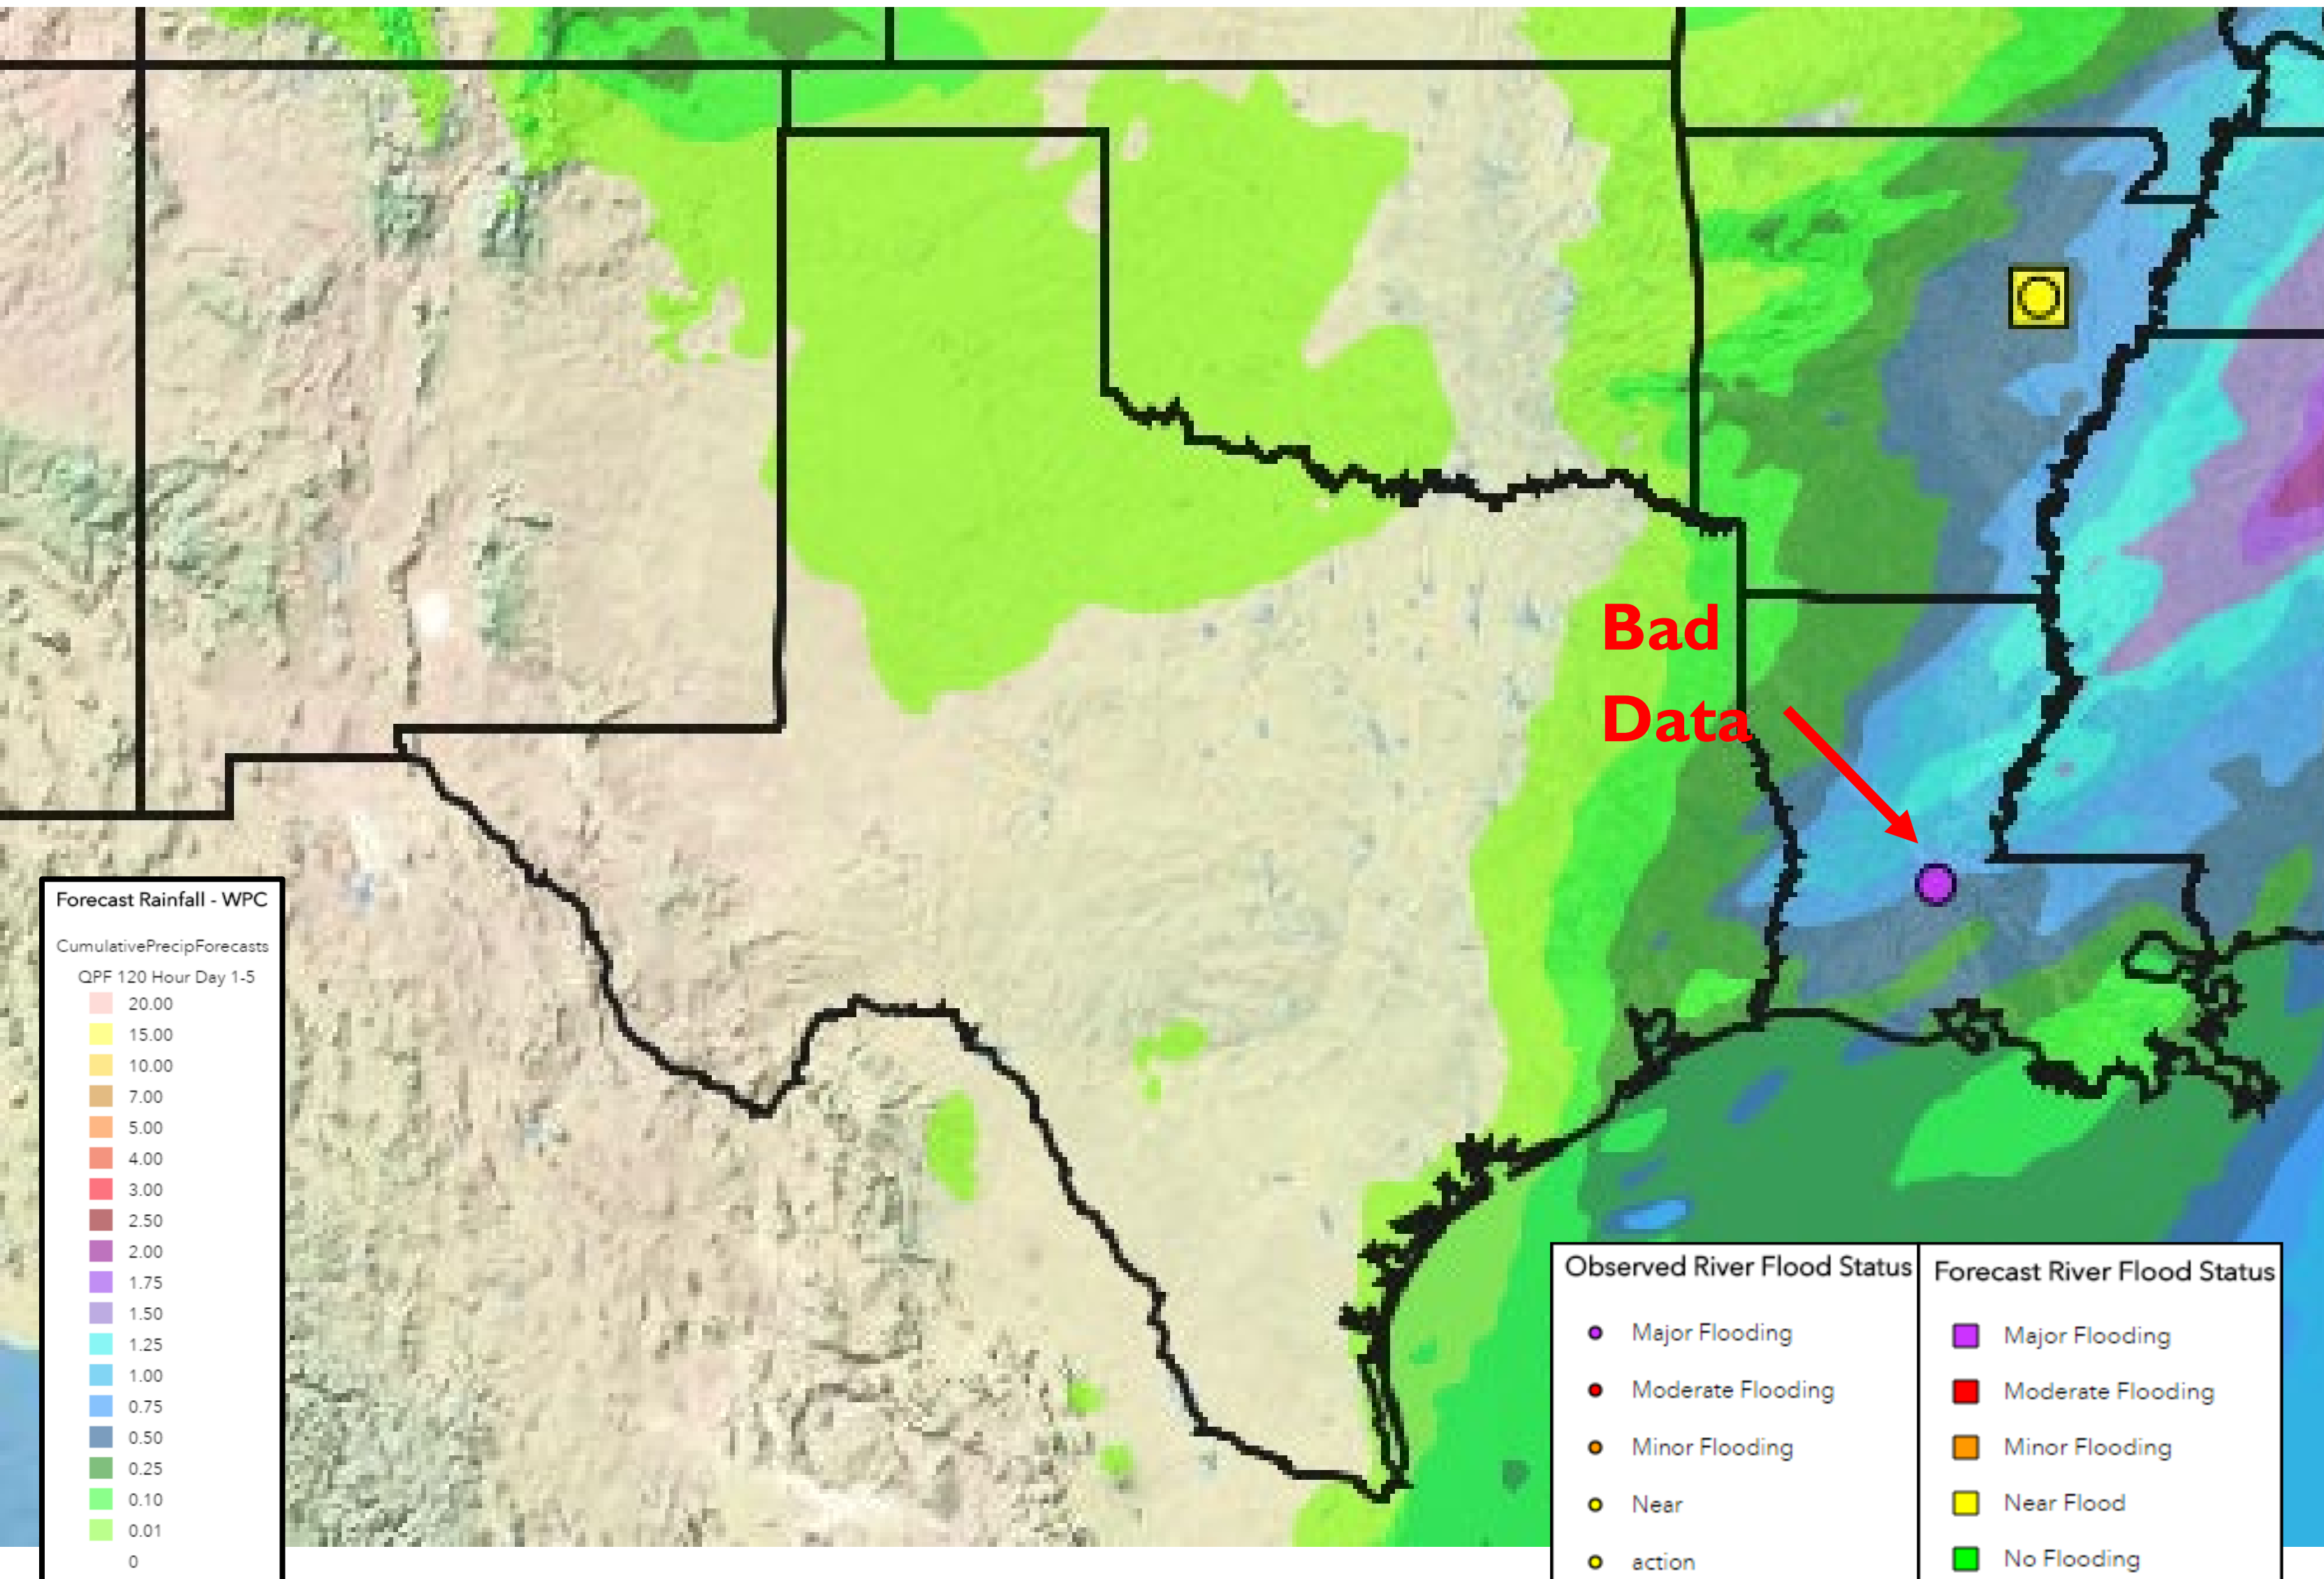 Bad
Data
Forecast Rainfall - WPC
CumulativePrecipForecasts
QPF 120 Hour Day 1-5
20.00
15.00
10.00
7.00
5.00
4.00
3.00
2.50
2.00
1.75
1.50
1.25
1.00
0.75
0.50
0.25
0.10
0.01
0
Observed River Flood Status
Major Flooding
Moderate Flooding
Minor Flooding
Near
action
Forecast River Flood Status
Major Flooding
Moderate Flooding
Minor Flooding
Near Flood
No Flooding